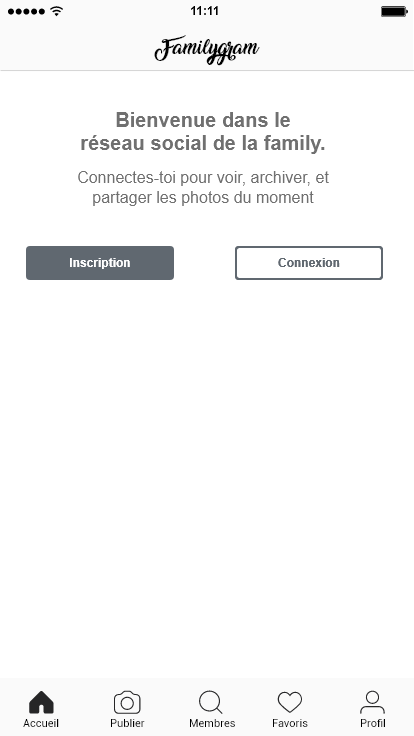 11:11
Familygram
Bienvenue dans le
réseau social de la family.
Connectes-toi pour voir, archiver, et
partager les photos du moment
Inscription Connexion
Accueil Publier Membres Favoris Profil